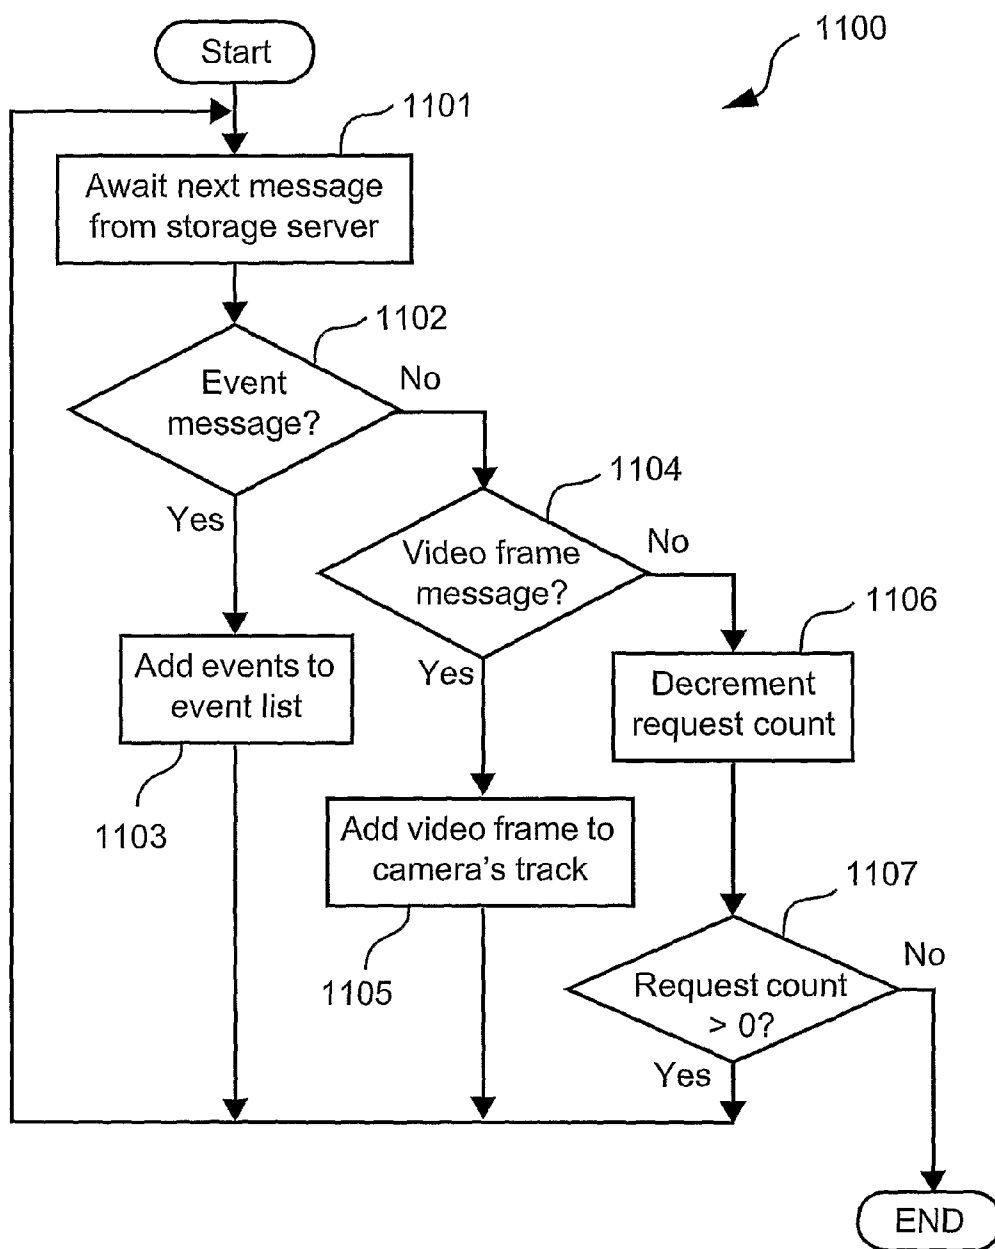 1100
Start
1101
Await next message
from storage server
1102
Event
message?
No
Yes
1104
Video frame
message?
No
Yes
1106
Add events to
event list
1103
Decrement
request count
Add video frame to
camera's track
1105
1107
Request count
> 0?
No
Yes
END